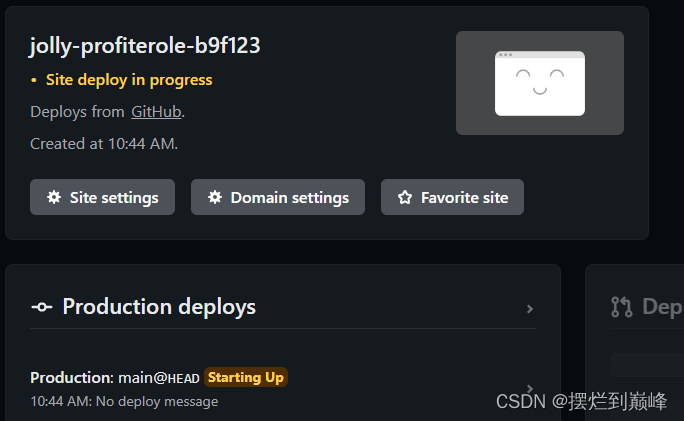 jolly-profiterole-b9f123
• Site deploy in progress
Deploys from GitHub.
Created at 10:44 AM.
Site settings
Domain settings
Favorite site
Production deploys
Dep
Production: main@HEAD Starting Up
10:44 AM: No deploy message
CSDN @摆烂到巅峰